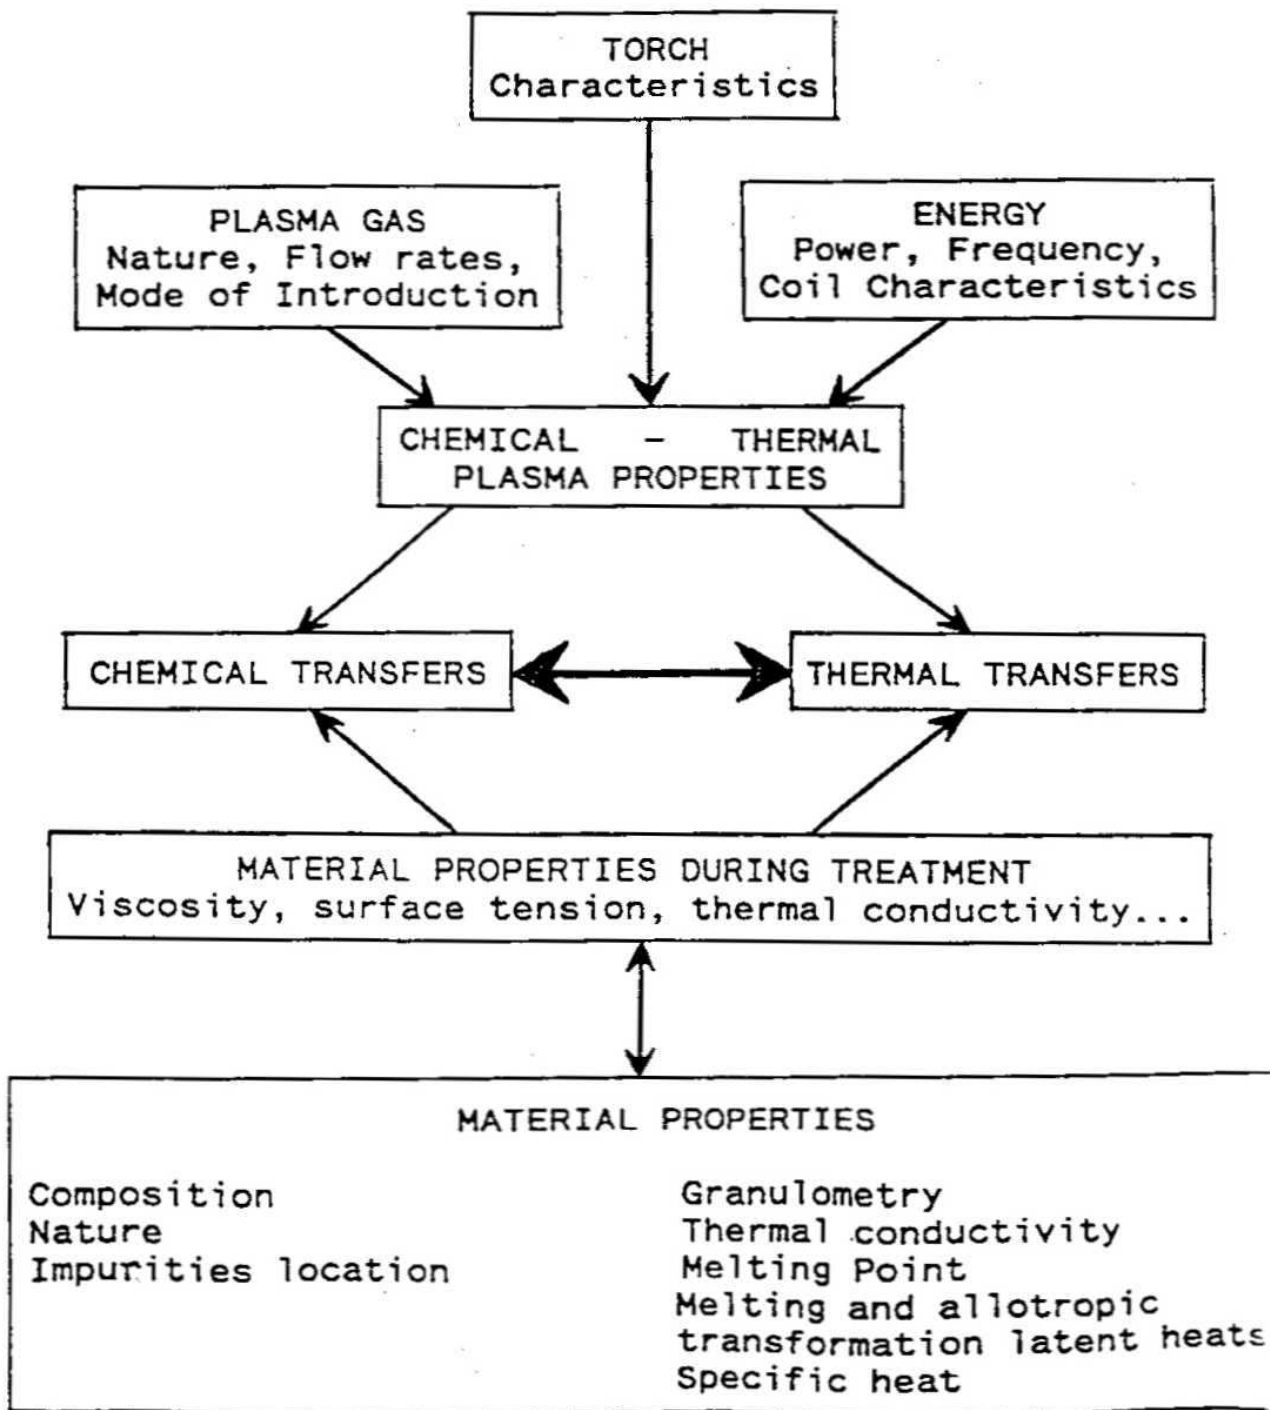 TORCH
Characteristics
PLASMA GAS
Nature, Flow rates,
Mode of Introduction
ENERGY
Power, Frequency,
Coil Characteristics
CHEMICAL – THERMAL
PLASMA PROPERTIES
CHEMICAL TRANSFERS
THERMAL TRANSFERS
MATERIAL PROPERTIES DURING TREATMENT
Viscosity, surface tension, thermal conductivity...
MATERIAL PROPERTIES
Composition
Nature
Impurities location
Granulometry
Thermal conductivity
Melting Point
Melting and allotropic
transformation latent heats
Specific heat